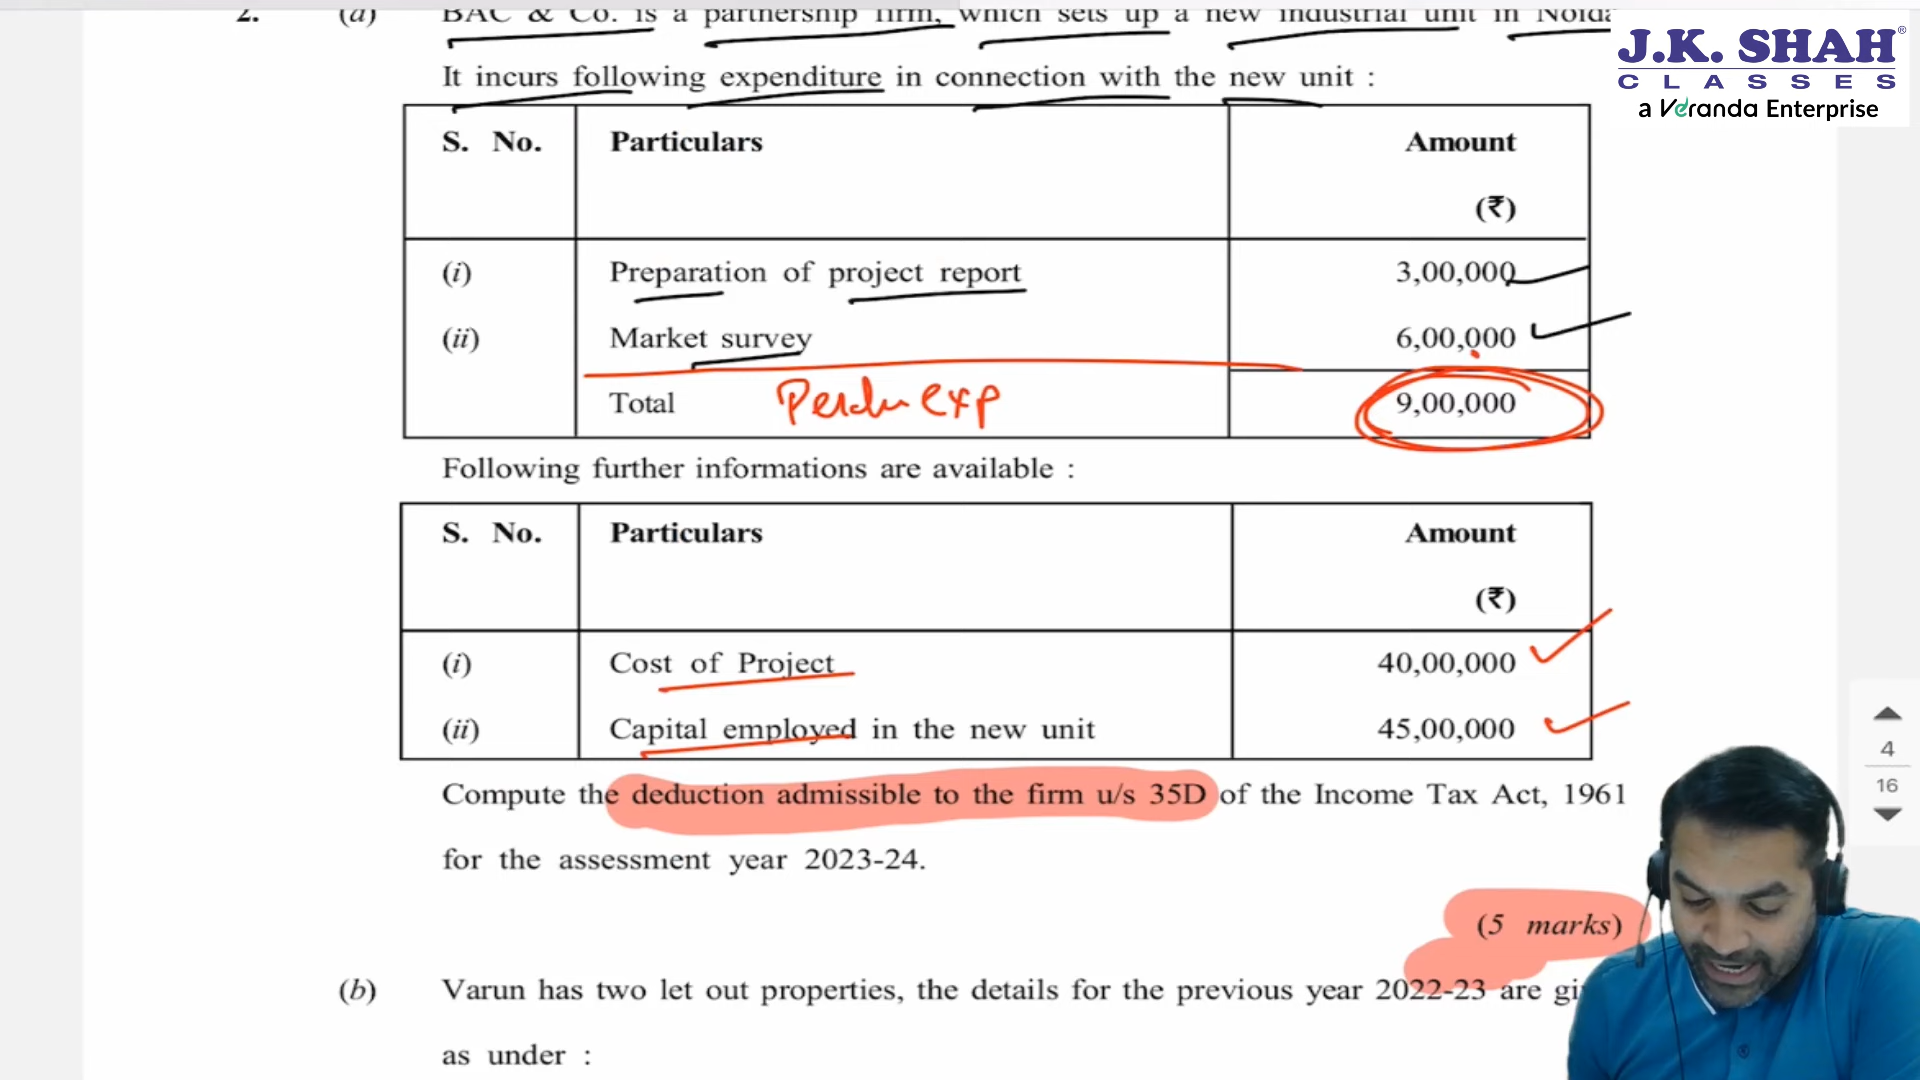 2. (a) BAC & Co. is a partnership firm, which sets up a new industrial unit in Noida
It incurs following expenditure in connection with the new unit :
J.K. SHAH®
CLASSES
a Veranda Enterprise
S. No. Particulars Amount
(₹)
(i) Preparation of project report 3,00,000
(ii) Market survey 6,00,000
Total exp 9,00,000
Following further informations are available :
S. No. Particulars Amount
(₹)
(i) Cost of Project 40,00,000
(ii) Capital employed in the new unit 45,00,000
4
16
Compute the deduction admissible to the firm u/s 35D of the Income Tax Act, 1961
for the assessment year 2023-24.
(5 marks)
(b) Varun has two let out properties, the details for the previous year 2022-23 are gi
as under :